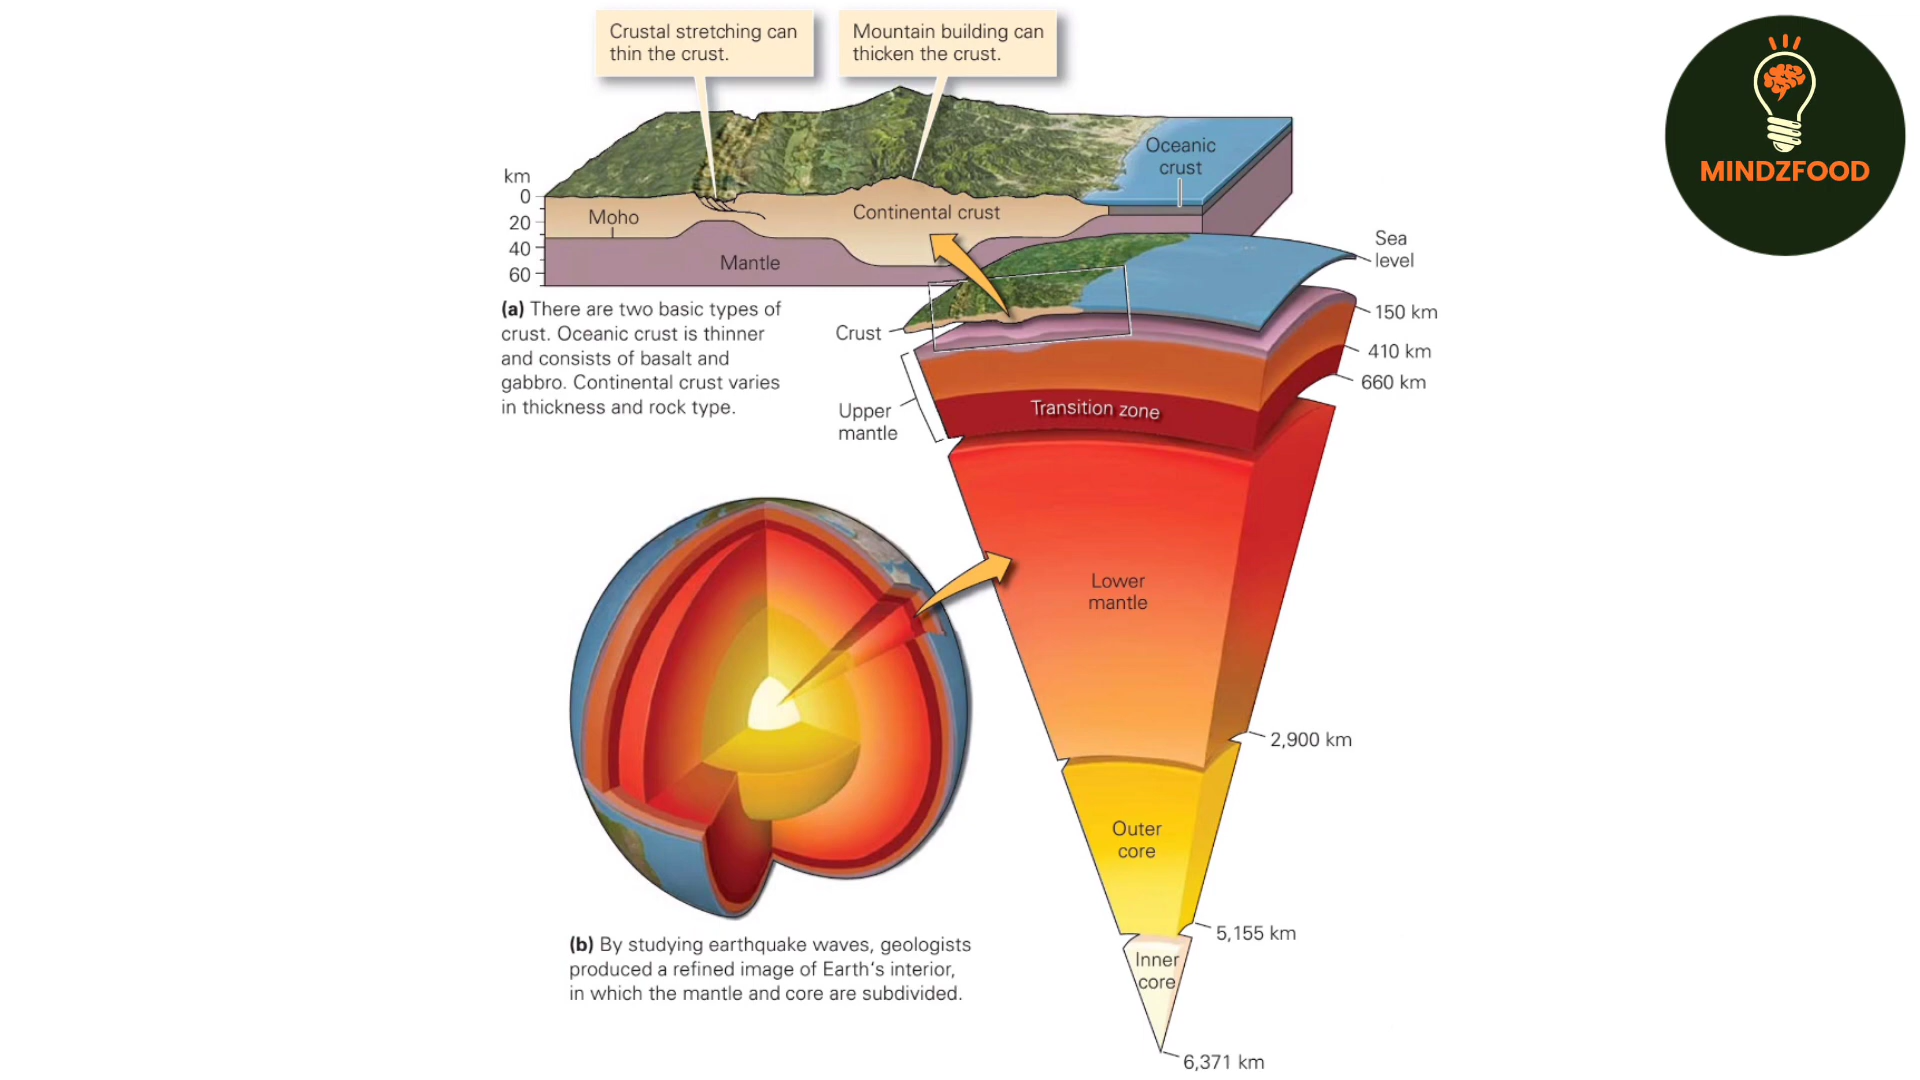 Crustal stretching can
thin the crust.
Mountain building can
thicken the crust.
MINDZFOOD
Oceanic
crust
km
0
20
40
60
Moho
Continental crust
Mantle
Sea
level
(a) There are two basic types of
crust. Oceanic crust is thinner
and consists of basalt and
gabbro. Continental crust varies
in thickness and rock type.
Crust
150 km
410 km
660 km
Upper
mantle
Transition zone
Lower
mantle
2,900 km
Outer
core
5,155 km
(b) By studying earthquake waves, geologists
produced a refined image of Earth's interior,
in which the mantle and core are subdivided.
Inner
core
6,371 km